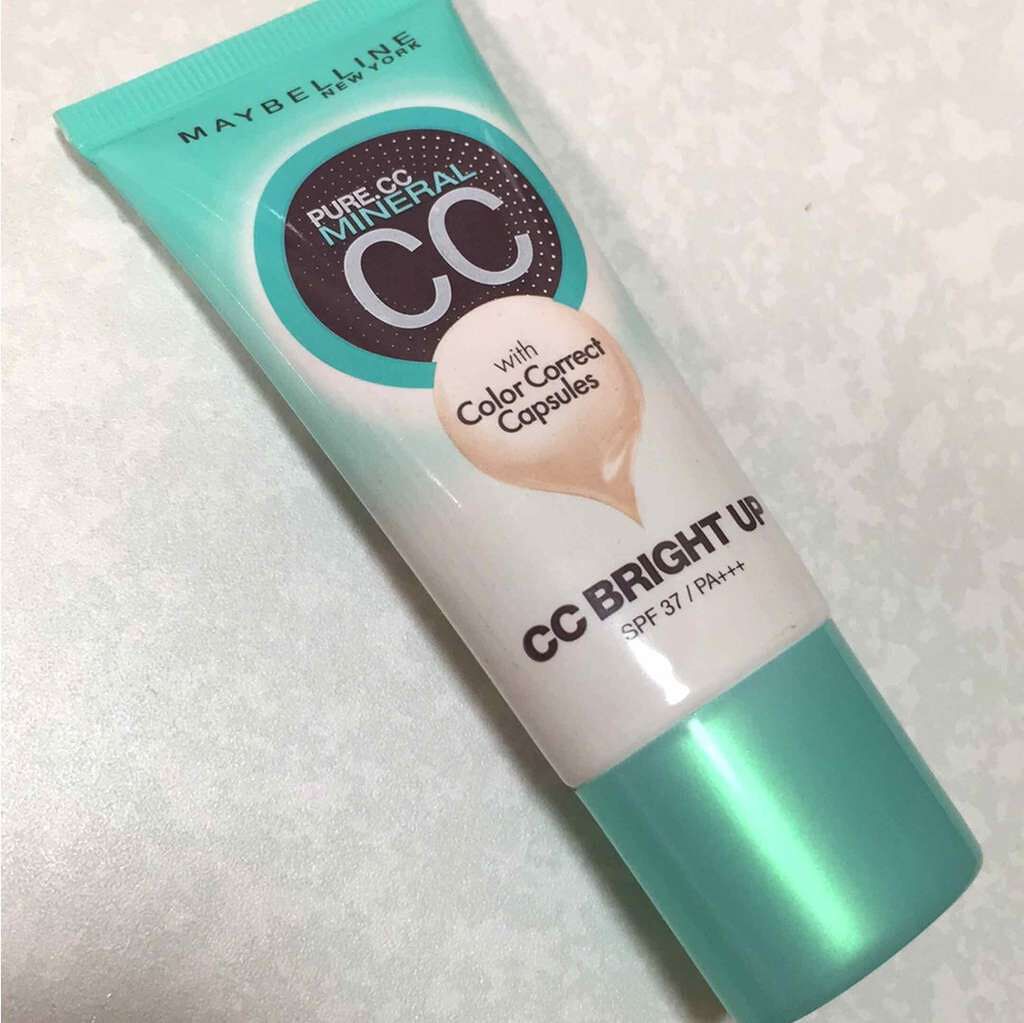 MAYBELLINE
NEW YORK
PURE.CC
MINERAL
CC
with
Color Correct
Capsules
CC BRIGHT UP
SPF 37 / PA+++